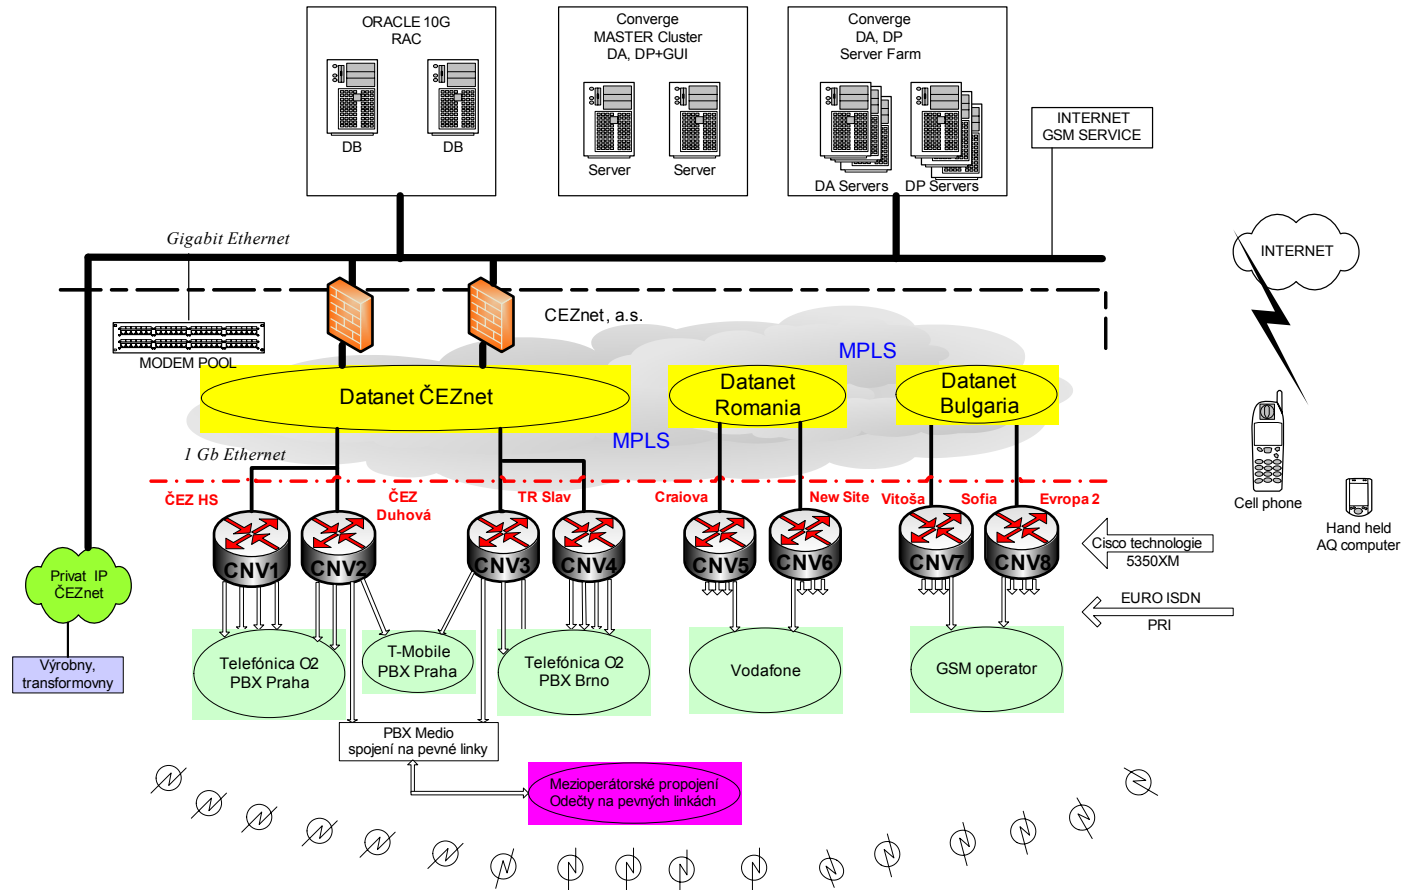 ORACLE 10G
RAC
DB
DB
Converge
MASTER Cluster
DA, DP+GUI
Server
Server
Converge
DA, DP
Server Farm
DA Servers
DP Servers
INTERNET
GSM SERVICE
Gigabit Ethernet
INTERNET
CEZnet, a.s.
MODEM POOL
MPLS
Datanet ČEZnet
Datanet
Romania
Datanet
Bulgaria
MPLS
1 Gb Ethernet
ČEZ HS
ČEZ
Duhová
TR Slav
Craiova
New Site
Vitoša
Sofia
Evropa 2
Cell phone
Hand held
AQ computer
CNV1
CNV2
CNV3
CNV4
CNV5
CNV6
CNV7
CNV8
Cisco technologie
5350XM
Privat IP
ČEZnet
EURO ISDN
PRI
Výrobny,
transformovny
Telefónica O2
PBX Praha
T-Mobile
PBX Praha
Telefónica O2
PBX Brno
Vodafone
GSM operator
PBX Medio
spojení na pevné linky
Mezioperátorské propojení
Odečty na pevných linkách